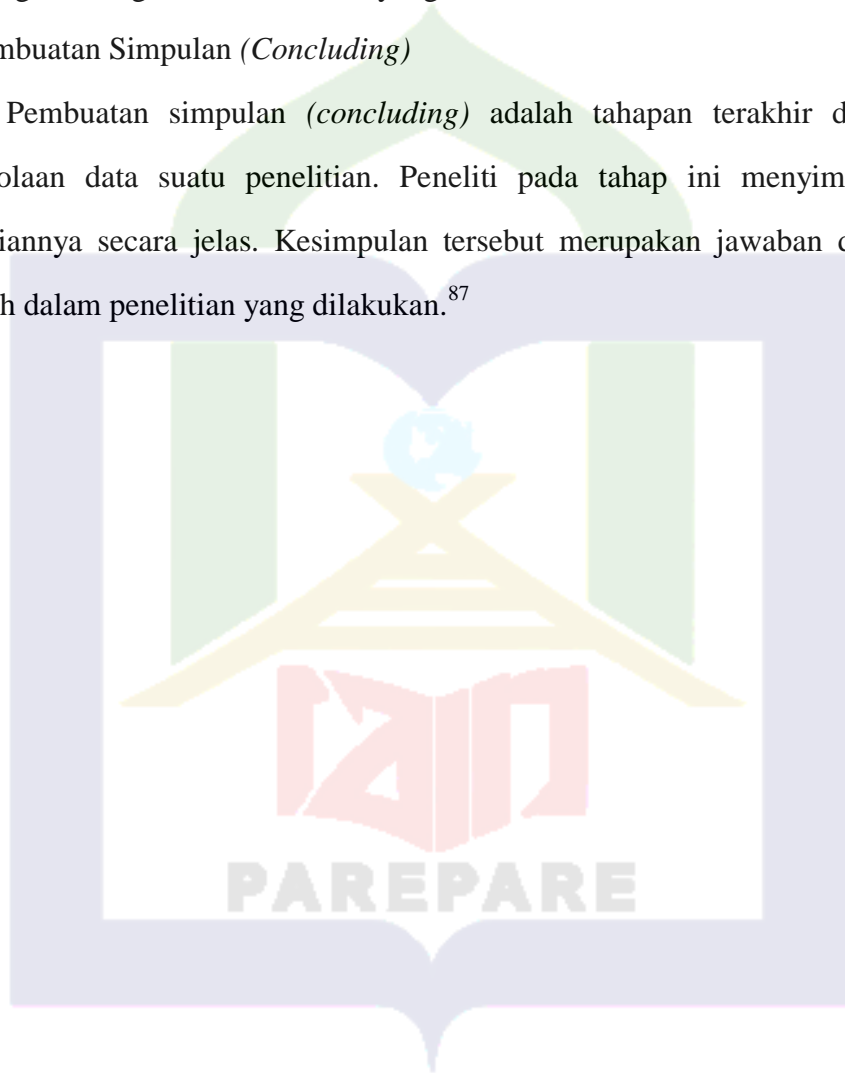 mbuatan Simpulan (Concluding)
Pembuatan simpulan (concluding) adalah tahapan terakhir d
olaan data suatu penelitian. Peneliti pada tahap ini menyim
iannya secara jelas. Kesimpulan tersebut merupakan jawaban d
h dalam penelitian yang dilakukan.87
iain
PAREPARE